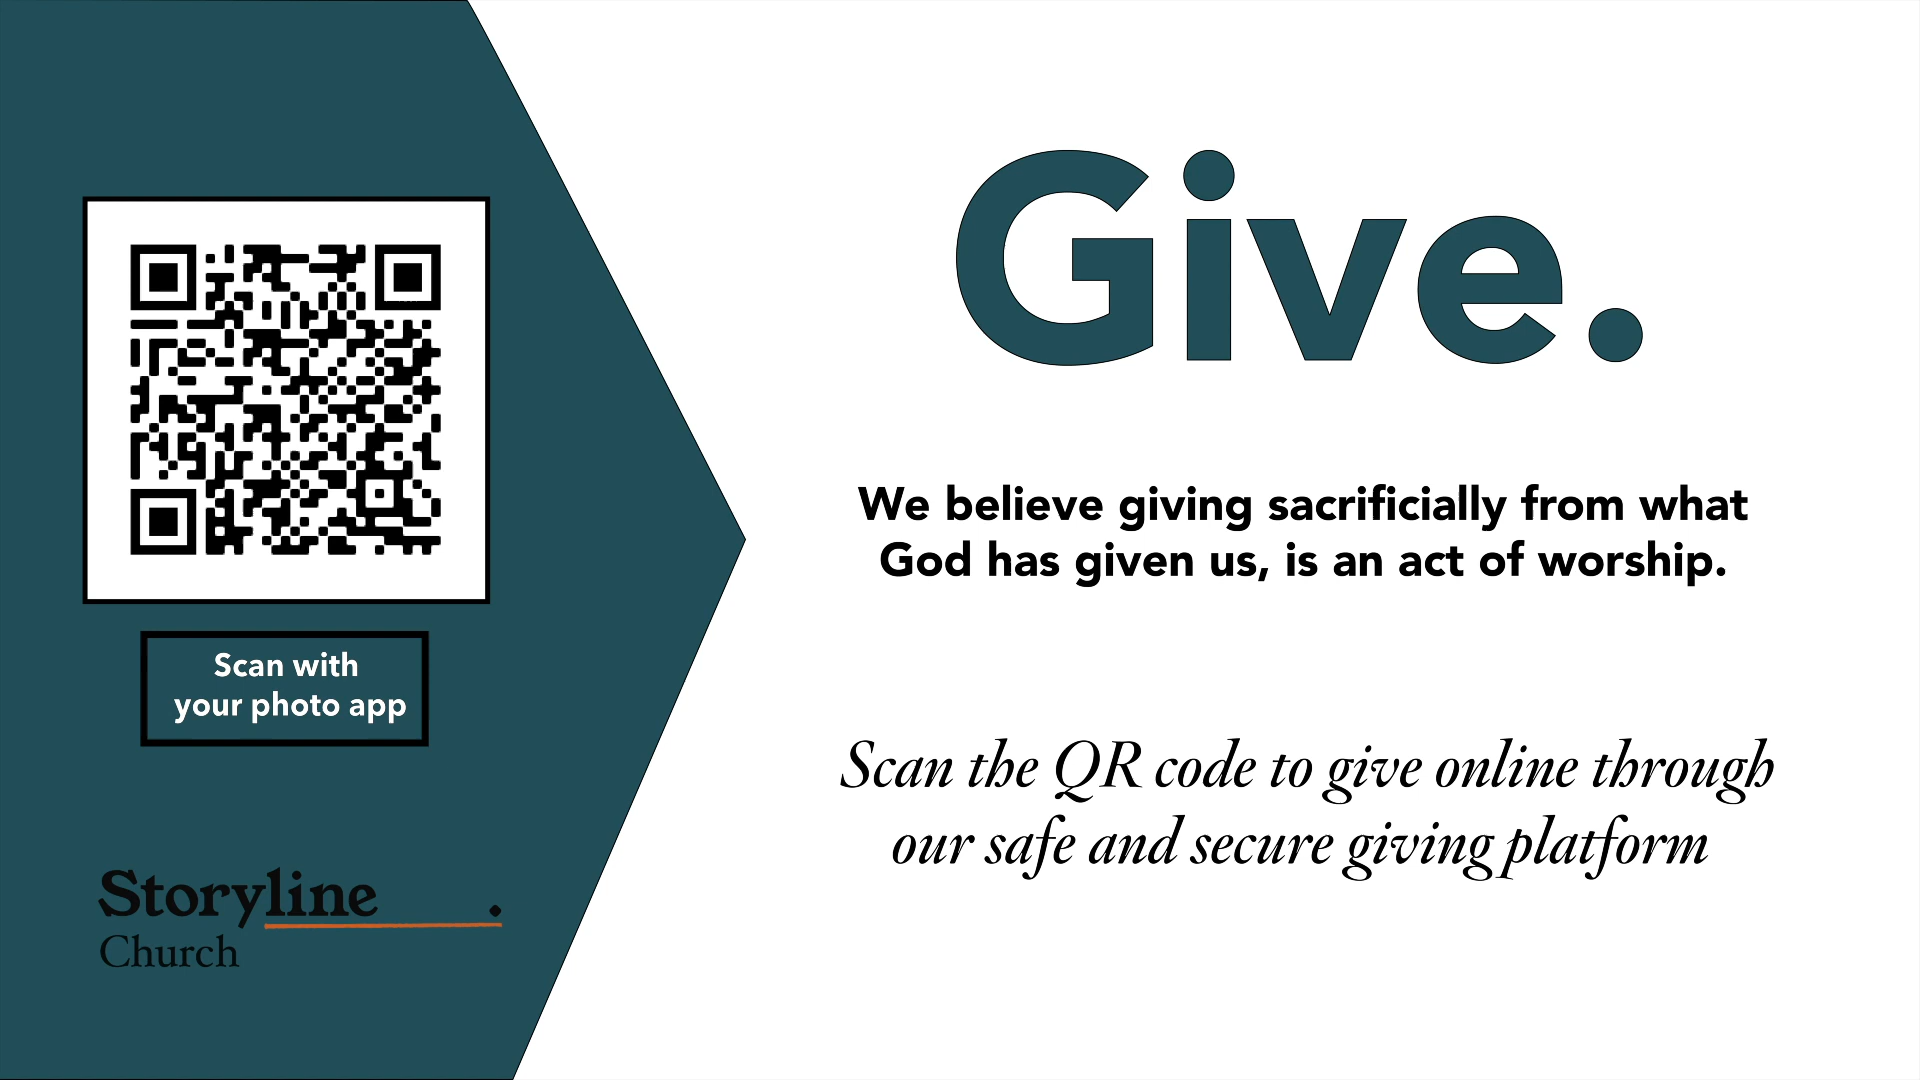 Give.
We believe giving sacrificially from what
God has given us, is an act of worship.
Scan the QR code to give online through
our safe and secure giving platform
Scan with
your photo app
Storyline .
Church